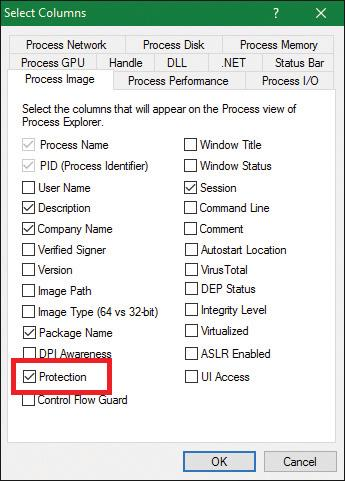 Select Columns
?
Process Network Process Disk Process Memory
Process GPU Handle DLL .NET Status Bar
Process Image Process Performance Process I/O
Select the columns that will appear on the Process view of
Process Explorer.
Process Name Window Title
PID (Process Identifier) Window Status
User Name Session
Description Command Line
Company Name Comment
Verified Signer Autostart Location
Version VirusTotal
Image Path DEP Status
Image Type (64 vs 32-bit) Integrity Level
Package Name Virtualized
DPI Awareness ASLR Enabled
Protection UI Access
Control Flow Guard
OK Cancel